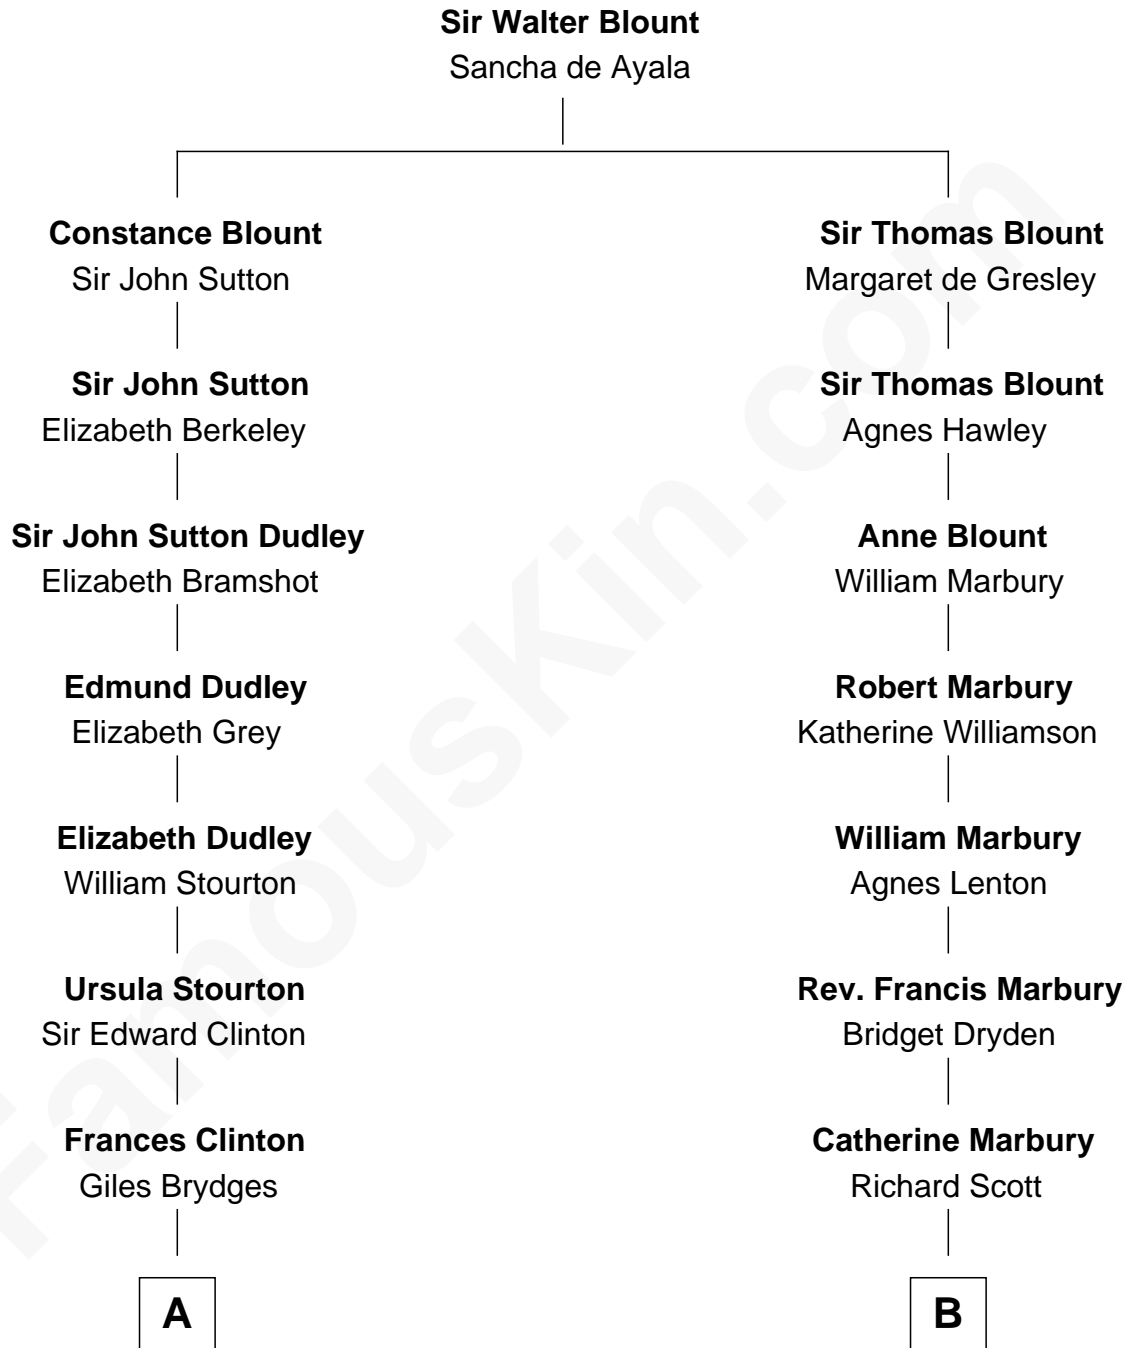 Sir Walter Blount
Sancha de Ayala
Constance Blount
Sir John Sutton
Sir John Sutton
Elizabeth Berkeley
Sir John Sutton Dudley
Elizabeth Bramshot
Edmund Dudley
Elizabeth Grey
Elizabeth Dudley
William Stourton
Ursula Stourton
Sir Edward Clinton
Frances Clinton
Giles Brydges
A
Sir Thomas Blount
Margaret de Gresley
Sir Thomas Blount
Agnes Hawley
Anne Blount
William Marbury
Robert Marbury
Katherine Williamson
William Marbury
Agnes Lenton
Rev. Francis Marbury
Bridget Dryden
Catherine Marbury
Richard Scott
B
FamousKin.com